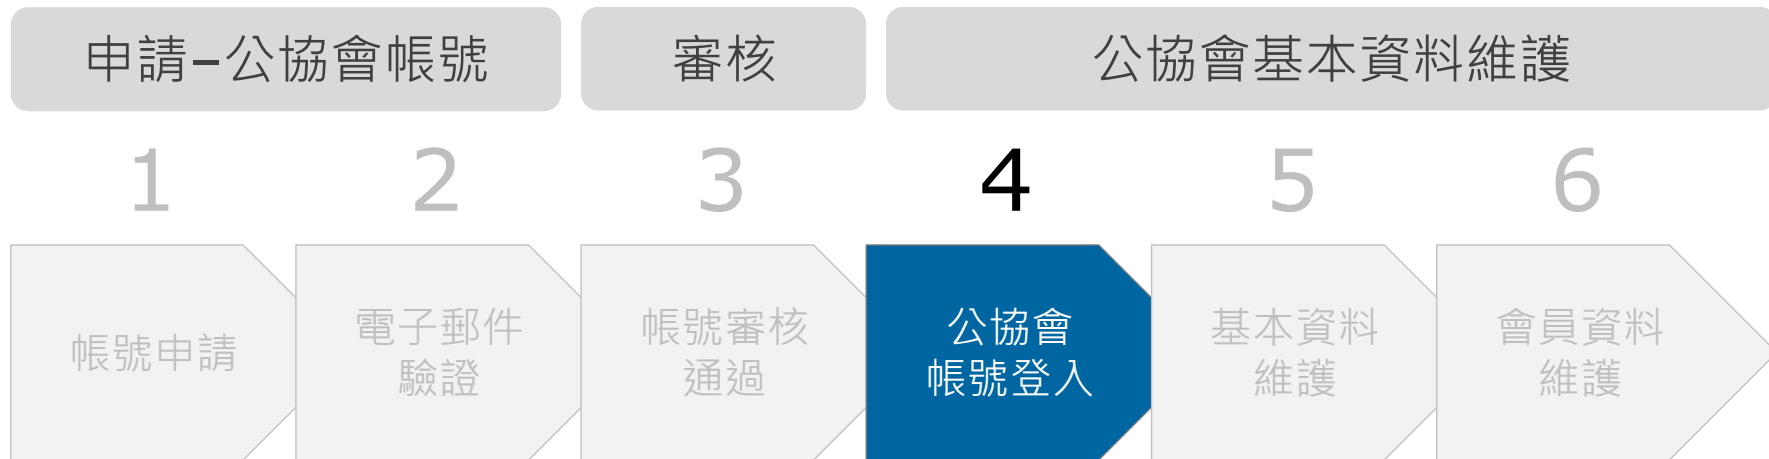 申請–公協會帳號
審核
公協會基本資料維護
1
2
3
4
5
6
帳號申請
電子郵件
驗證
帳號審核
通過
公協會
帳號登入
基本資料
維護
會員資料
維護